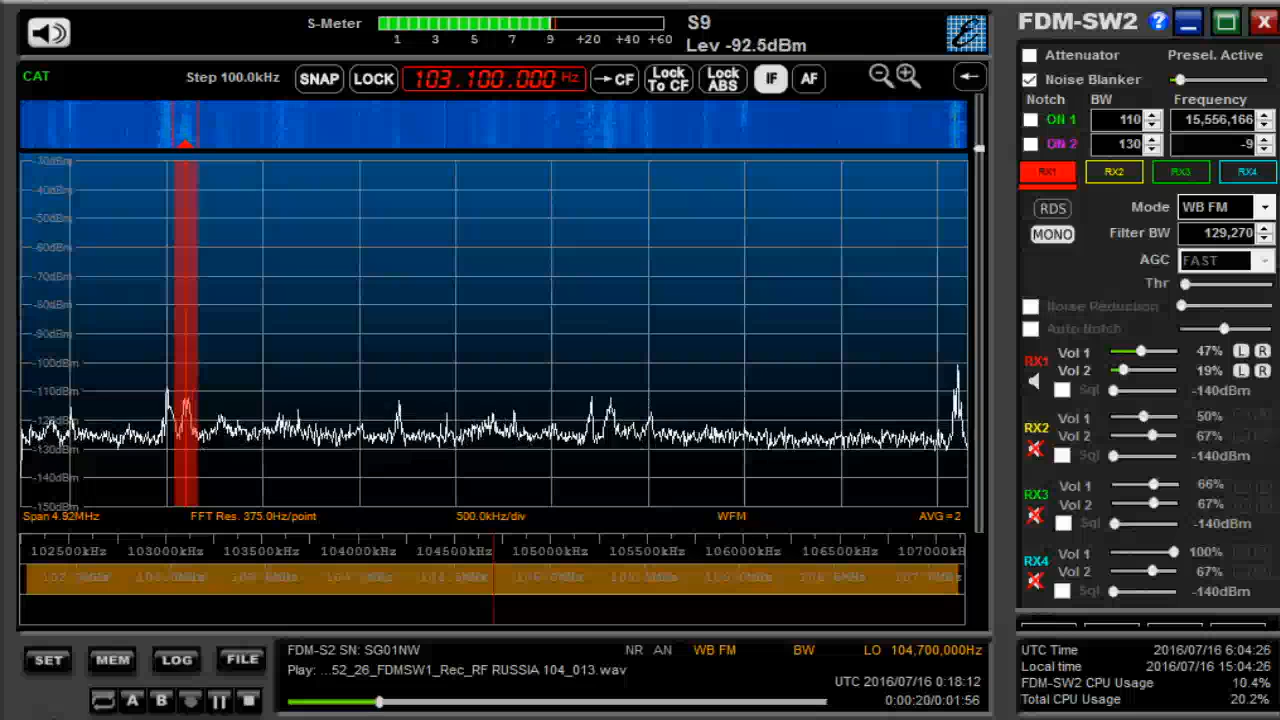 S-Meter
1 3 5 7 9 +20 +40 +60
S9
Lev -92.5dBm
FDM-SW2
?
CAT
Step 100.0kHz
SNAP
LOCK
103.100.000 Hz
→CF
Lock To CF
Lock ABS
IF
AF
-40dBm
-50dBm
-60dBm
-70dBm
-80dBm
-90dBm
-100dBm
-110dBm
-120dBm
-130dBm
-140dBm
-150dBm
Span 4.92MHz
FFT Res. 375.0Hz/point
500.0kHz/div
WFM
AVG = 2
102500kHz 103000kHz 103500kHz 104000kHz 104500kHz 105000kHz 105500kHz 106000kHz 106500kHz 107000kH
Attenuator
Presel. Active
Noise Blanker
Notch BW Frequency
ON 1 110 15,556,166
ON 2 130 -9
RX1 RX2 RX3 RX4
RDS
Mode WB FM
MONO
Filter BW 129,270
AGC FAST
Thr
Noise Reduction
Auto Notch
RX1
Vol 1 47% L R
Vol 2 19% L R
Sql -140dBm
RX2
Vol 1 50%
Vol 2 67%
Sql -140dBm
RX3
Vol 1 66%
Vol 2 67%
Sql -140dBm
RX4
Vol 1 100%
Vol 2 67%
Sql -140dBm
SET
MEM
LOG
FILE
A
B
FDM-S2 SN: SG01NW
NR AN WB FM BW LO 104,700,000Hz
Play: ...52_26_FDMSW1_Rec_RF RUSSIA 104_013.wav
UTC 2016/07/16 0:18:12
0:00:20/0:01:56
UTC Time 2016/07/16 6:04:26
Local time 2016/07/16 15:04:26
FDM-SW2 CPU Usage 10.4%
Total CPU Usage 20.2%